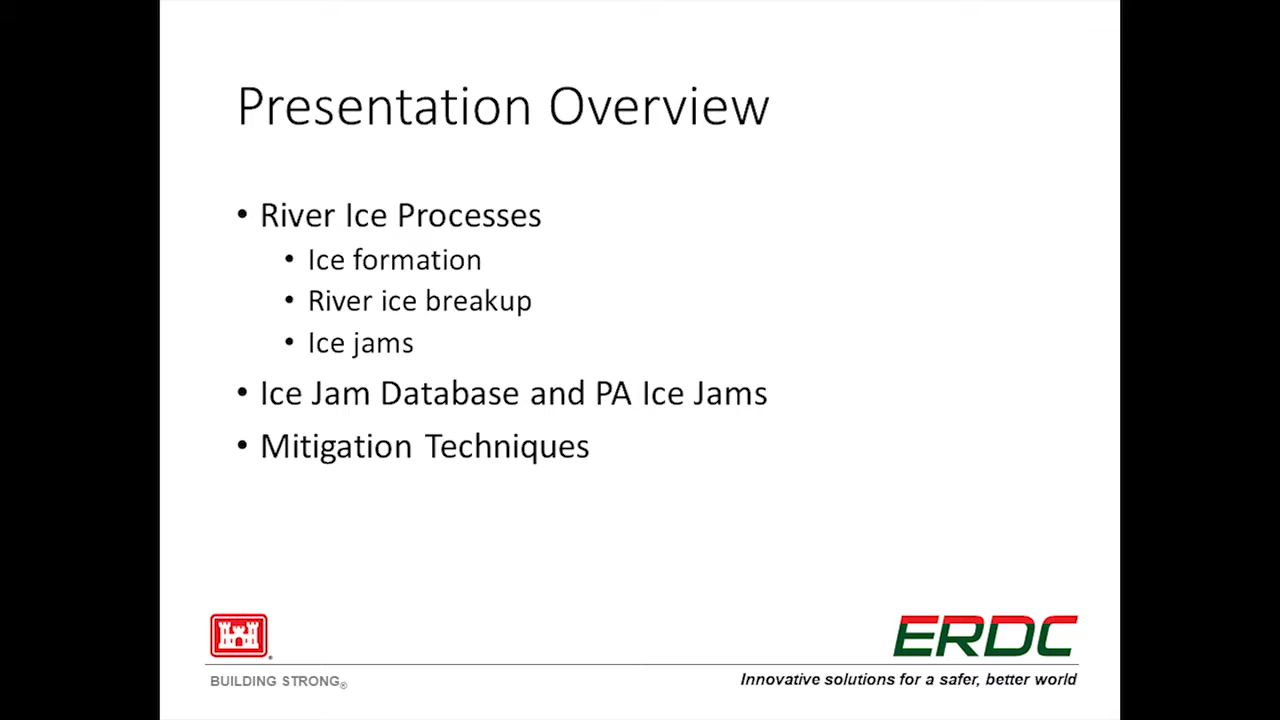 Presentation Overview
• River Ice Processes
• Ice formation
• River ice breakup
• Ice jams
• Ice Jam Database and PA Ice Jams
• Mitigation Techniques
ERDC
BUILDING STRONG®
Innovative solutions for a safer, better world